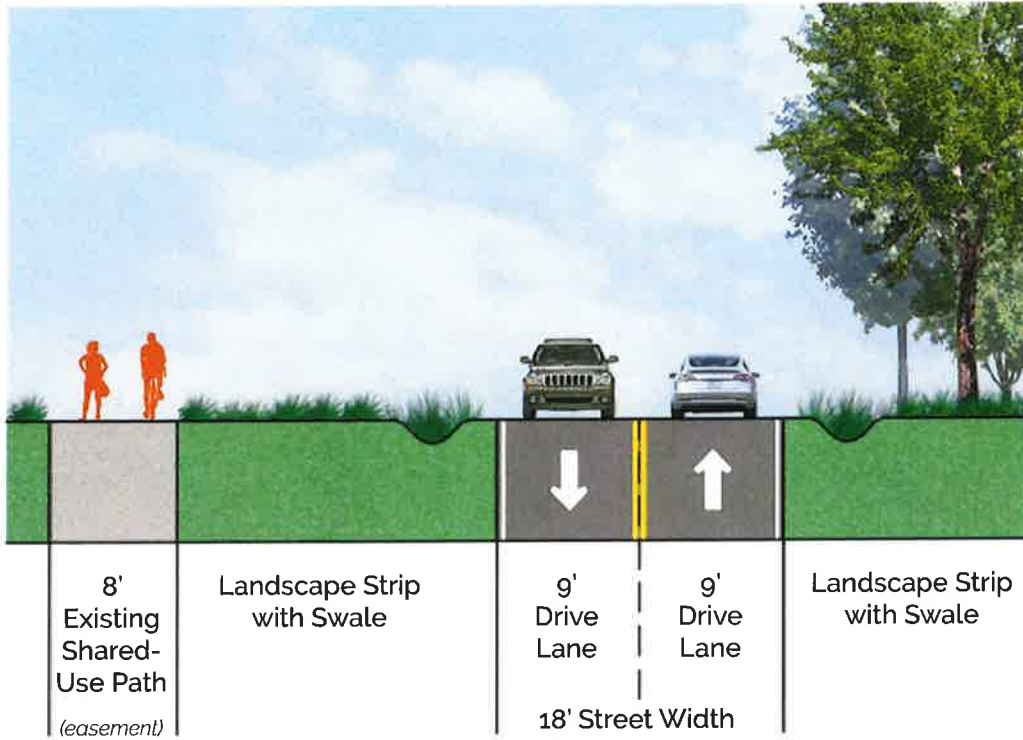 8'
Existing
Shared-
Use Path
(easement)
Landscape Strip
with Swale
9'
Drive
Lane
9'
Drive
Lane
18' Street Width
Landscape Strip
with Swale